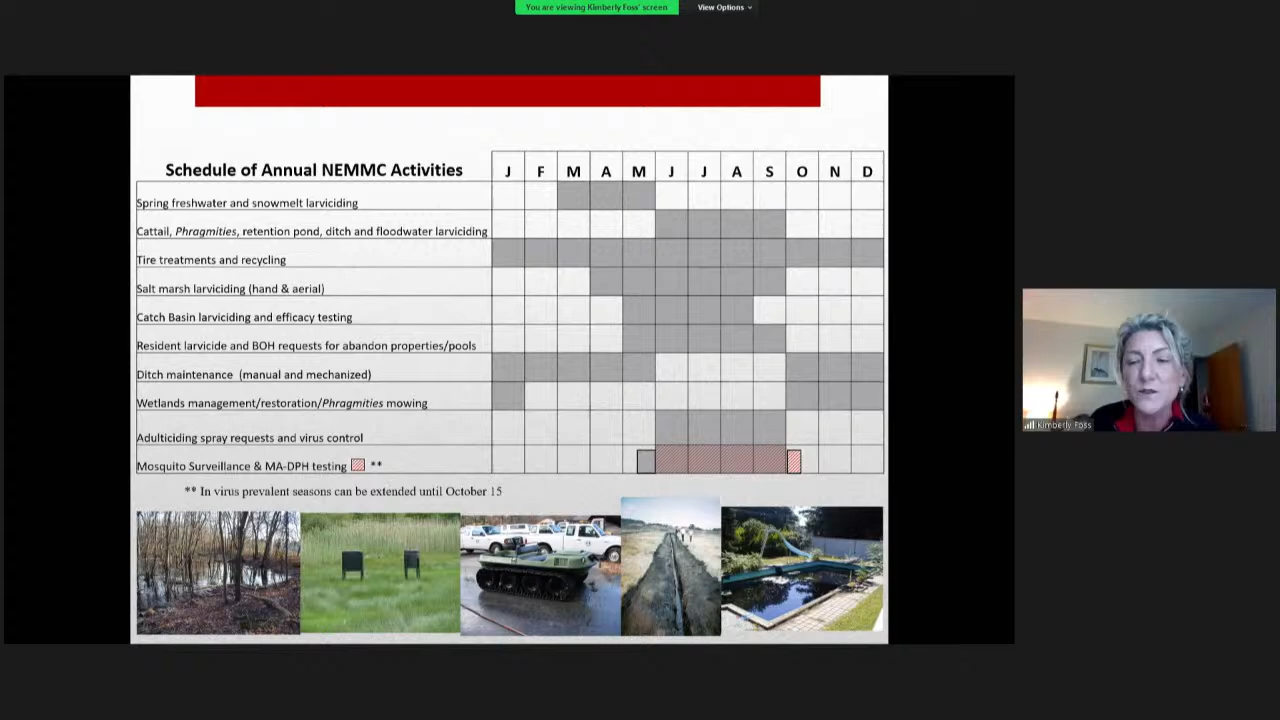 You are viewing Kimberly Foss' screen
View Options
Schedule of Annual NEMMC Activities J F M A M J J A S O N D
Spring freshwater and snowmelt larviciding
Cattail, Phragmities, retention pond, ditch and floodwater larviciding
Tire treatments and recycling
Salt marsh larviciding (hand & aerial)
Catch Basin larviciding and efficacy testing
Resident larvicide and BOH requests for abandon properties/pools
Ditch maintenance (manual and mechanized)
Wetlands management/restoration/Phragmities mowing
Adulticiding spray requests and virus control
Mosquito Surveillance & MA-DPH testing **
** In virus prevalent seasons can be extended until October 15
Kimberly Foss